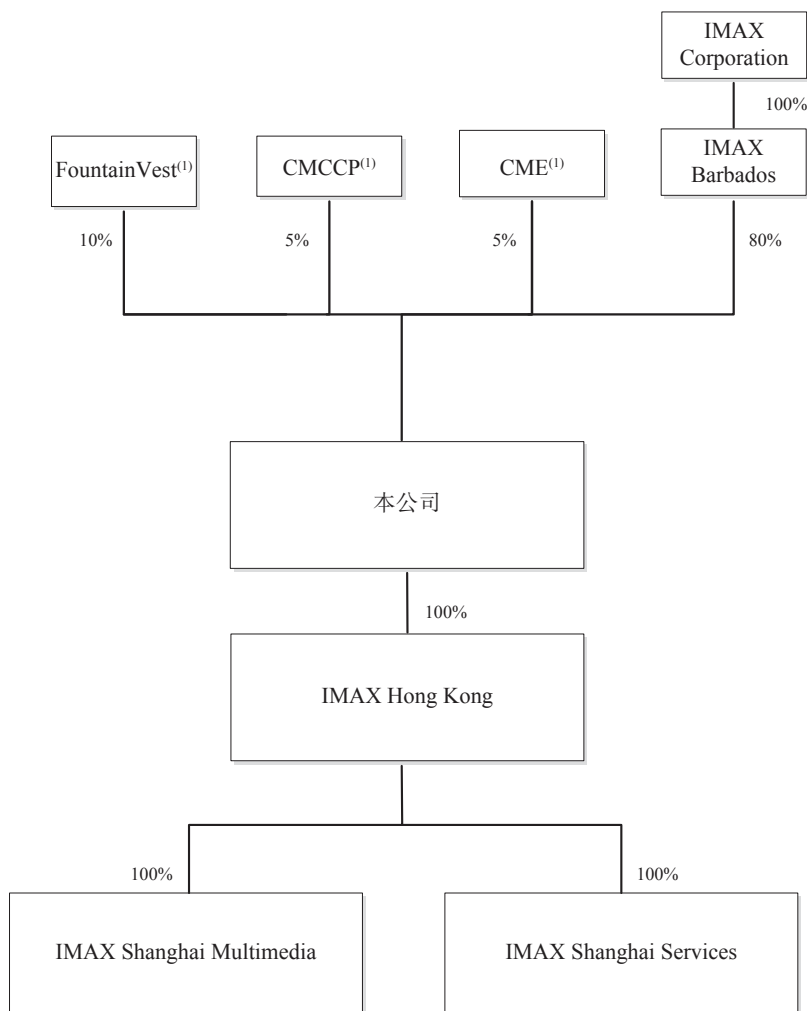 IMAX
Corporation
100%
FountainVest(1)
CMCCP(1)
CME(1)
IMAX
Barbados
10%
5%
5%
80%
本公司
100%
IMAX Hong Kong
100%
100%
IMAX Shanghai Multimedia
IMAX Shanghai Services